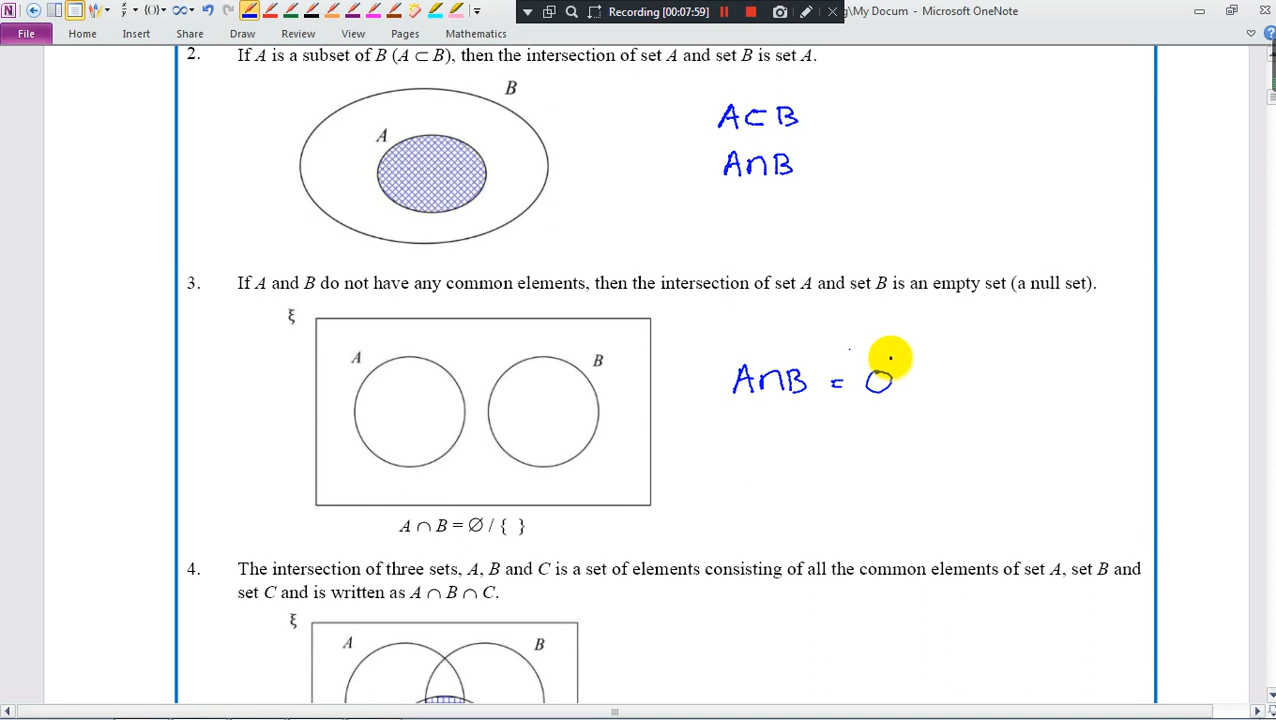 Recording [00:07:59]
g\My Docum - Microsoft OneNote
File Home Insert Share Draw Review View Pages Mathematics
2. If A is a subset of B (A ⊂ B), then the intersection of set A and set B is set A.
B
A
A⊂B
A∩B
3. If A and B do not have any common elements, then the intersection of set A and set B is an empty set (a null set).
ξ
A B
A∩B = O
A ∩ B = ∅ / { }
4. The intersection of three sets, A, B and C is a set of elements consisting of all the common elements of set A, set B and
set C and is written as A ∩ B ∩ C.
ξ
A B